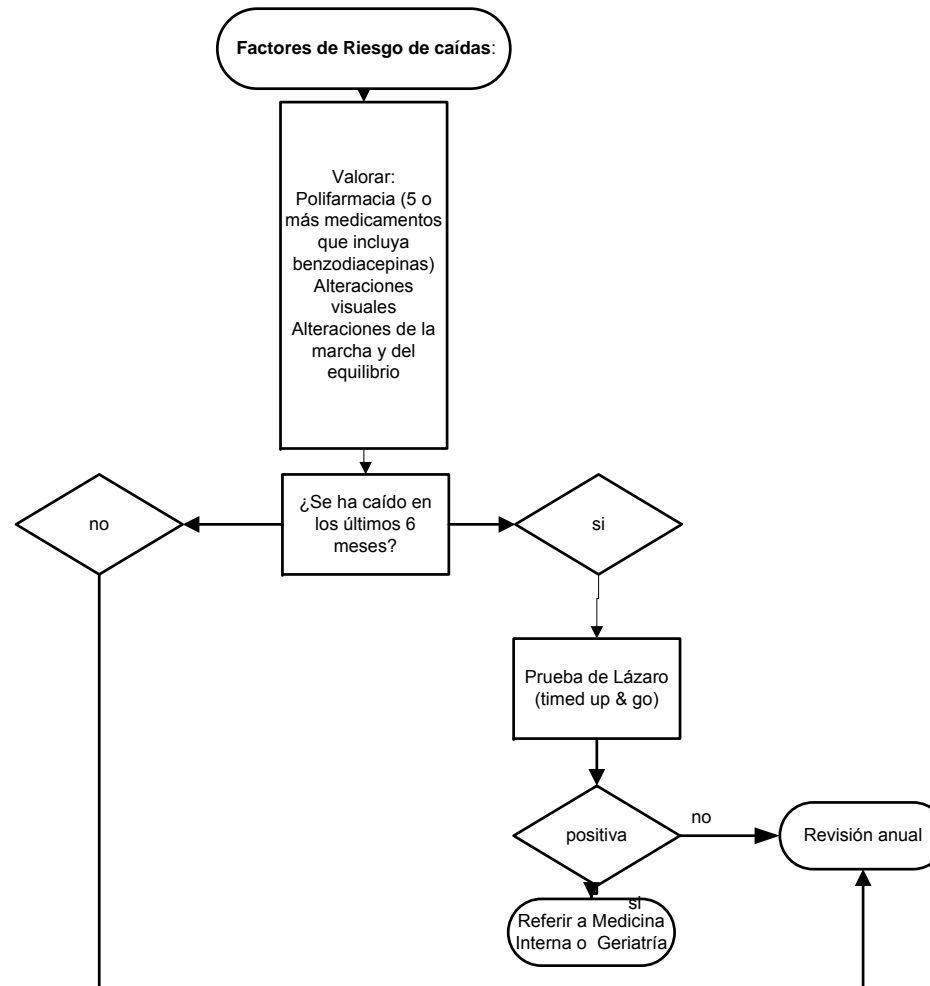 Factores de Riesgo de caídas:
Valorar:
Polifarmacia (5 o
más medicamentos
que incluya
benzodiacepinas)
Alteraciones
visuales
Alteraciones de la
marcha y del
equilibrio
no
¿Se ha caído en
los últimos 6
meses?
si
Prueba de Lázaro
(timed up & go)
positiva
no
Revisión anual
si
Referir a Medicina
Interna o Geriatría